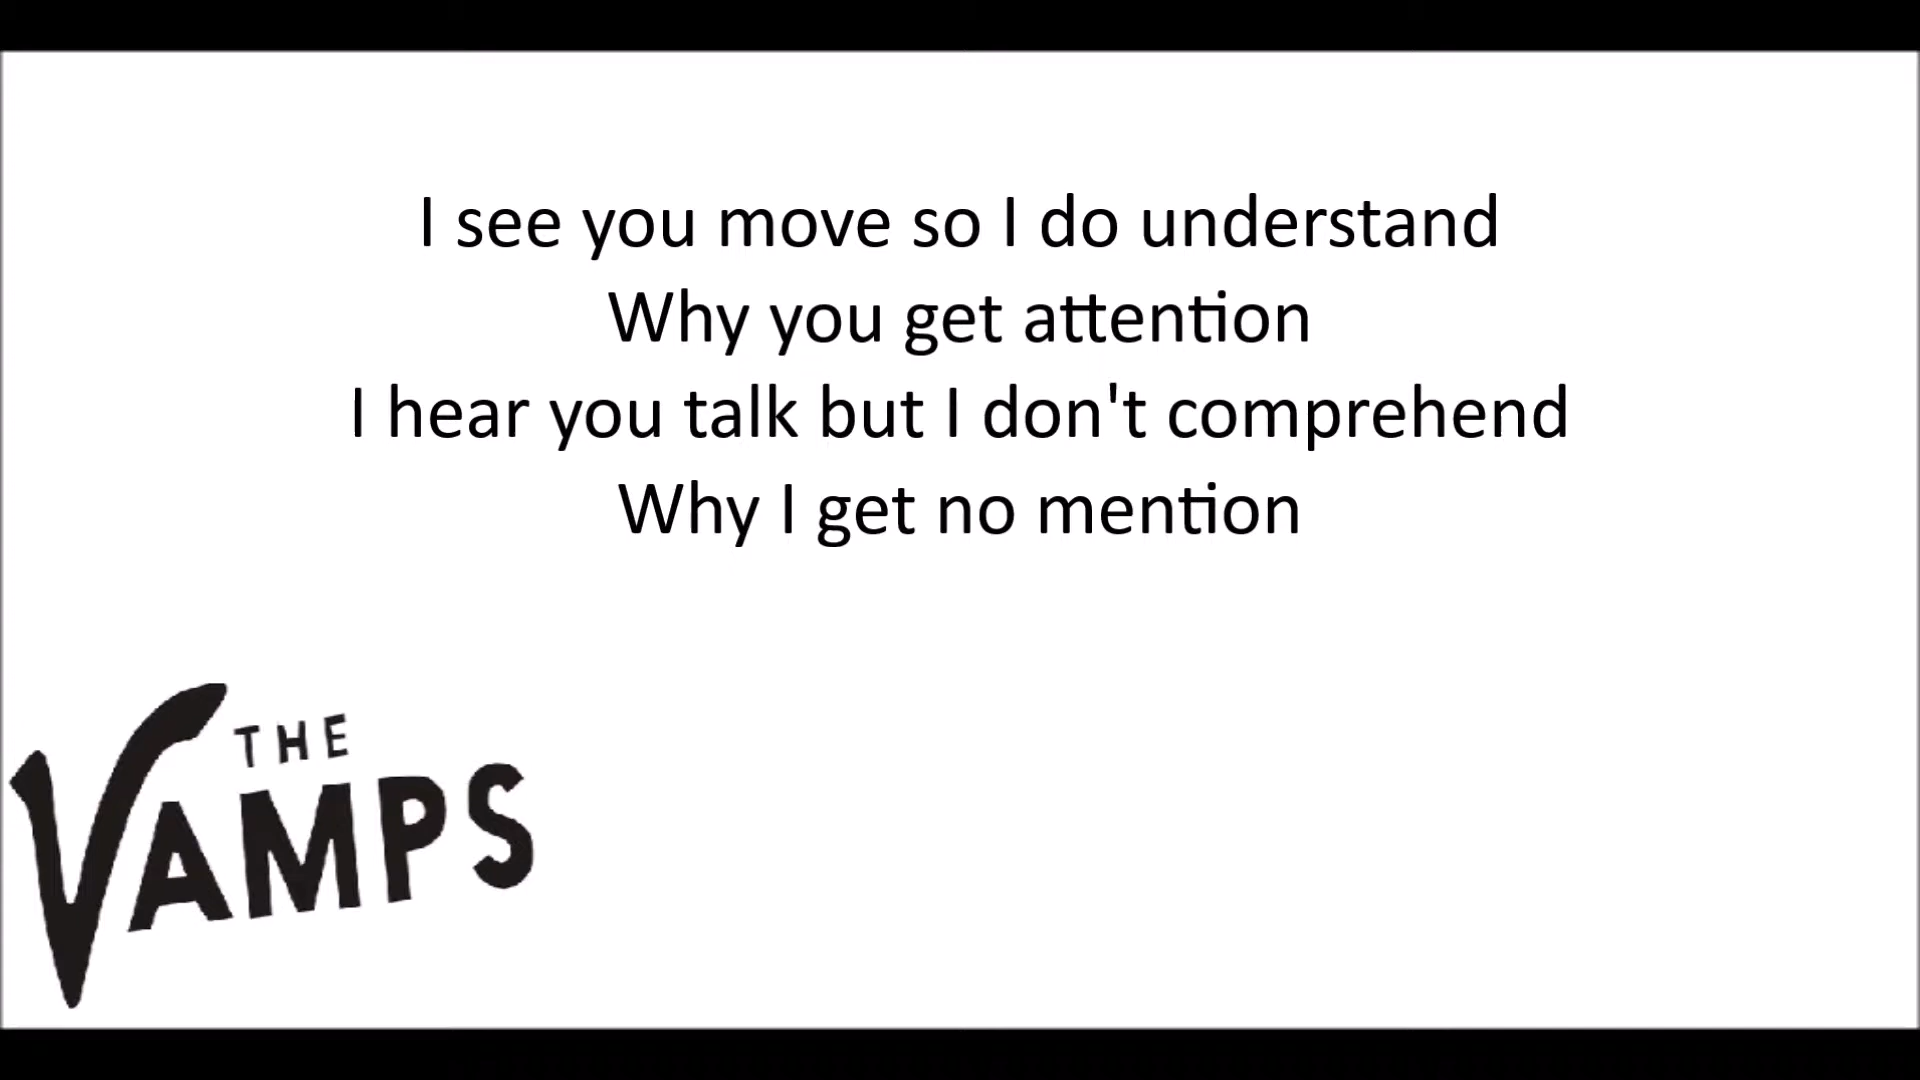 I see you move so I do understand
Why you get attention
I hear you talk but I don't comprehend
Why I get no mention
THE
VAMPS